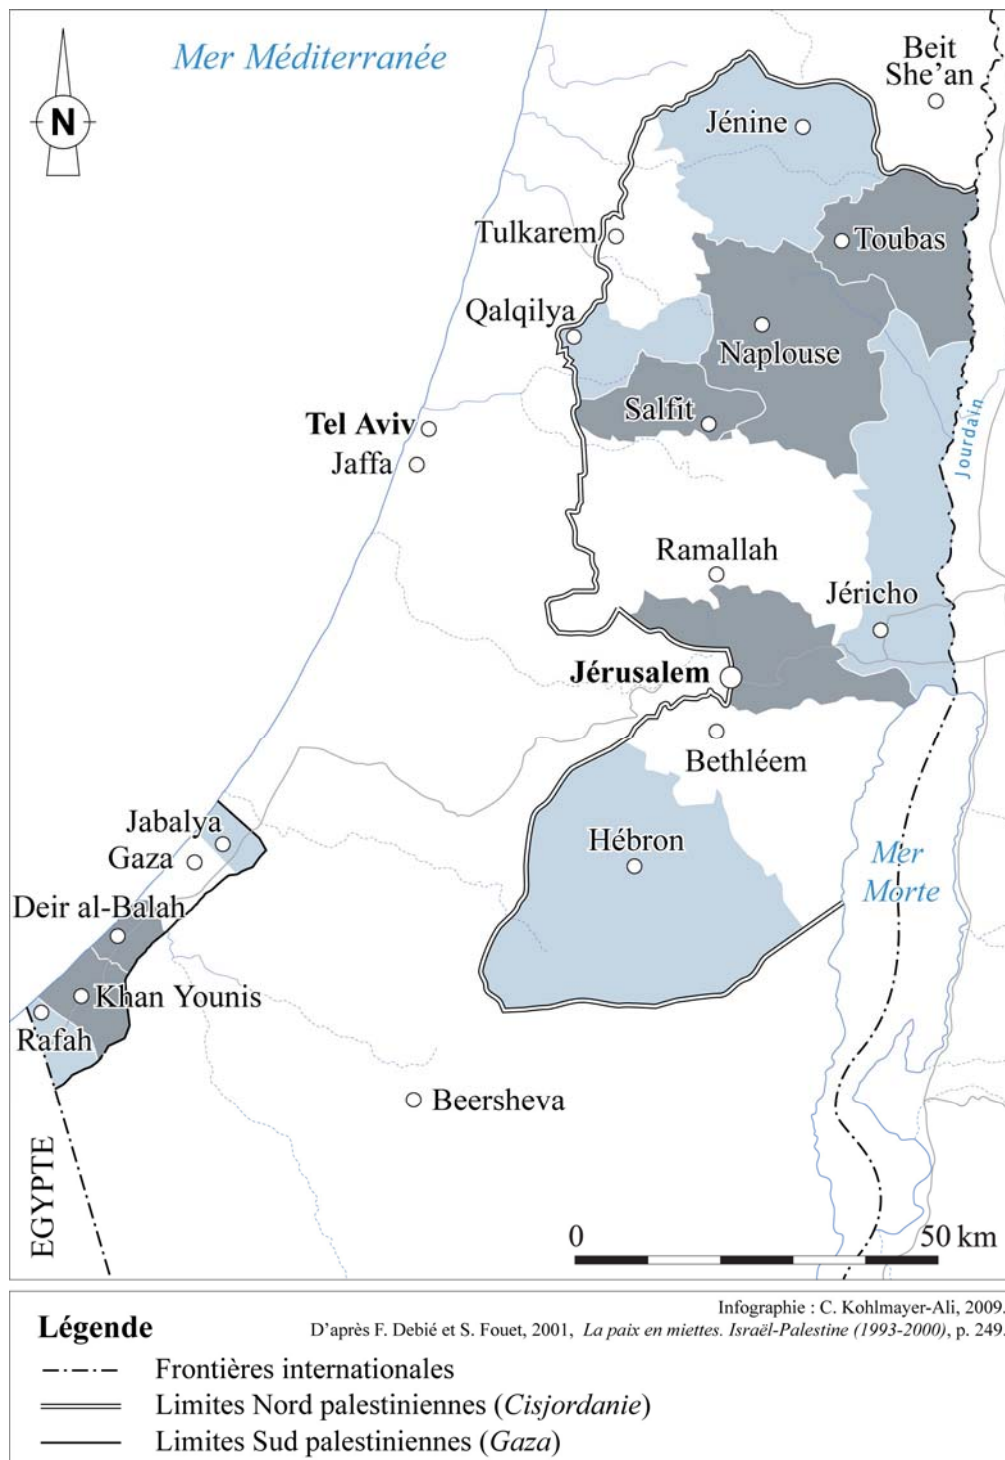 Mer Méditerranée
Beit
She'an
N
Jénine
Tulkarem
Toubas
Qalqilya
Naplouse
Salfit
Tel Aviv
Jaffa
Jourdain
Ramallah
Jéricho
Jérusalem
Bethléem
Jabalya
Gaza
Hébron
Mer
Morte
Deir al-Balah
Khan Younis
Rafah
Beersheva
EGYPTE
0
50 km
Légende
Infographie : C. Kohlmayer-Ali, 2009.
D'après F. Debié et S. Fouet, 2001, La paix en miettes. Israël-Palestine (1993-2000), p. 249.
Frontières internationales
Limites Nord palestiniennes (Cisjordanie)
Limites Sud palestiniennes (Gaza)